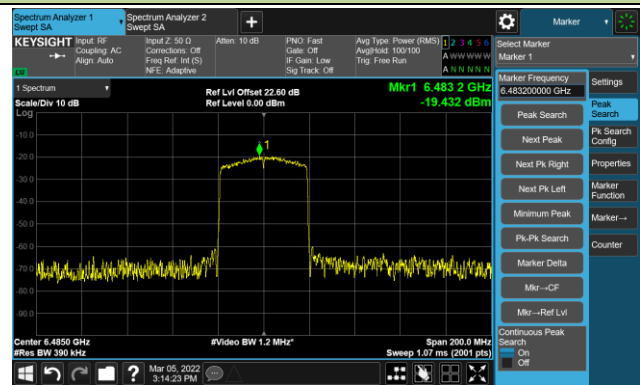 Spectrum Analyzer 1
Swept SA
Spectrum Analyzer 2
Swept SA
+
Marker
KEYSIGHT
Input: RF
Coupling: AC
Align: Auto
Input Z: 50 Ω
Corrections: Off
Freq Ref: Int (S)
NFE: Adaptive
Atten: 10 dB
PNO: Fast
Gate: Off
IF Gain: Low
Sig Track: Off
Avg Type: Power (RMS)
Avg|Hold: 100/100
Trig: Free Run
1 2 3 4 5 6
A W W W W W
A N N N N N
Select Marker
Marker 1
1 Spectrum
Scale/Div 10 dB
Log
Ref Lvl Offset 22.60 dB
Ref Level 0.00 dBm
Mkr1 6.483 2 GHz
-19.432 dBm
1
-10.0
-20.0
-30.0
-40.0
-50.0
-60.0
-70.0
-80.0
-90.0
Center 6.4850 GHz
#Res BW 390 kHz
#Video BW 1.2 MHz*
Span 200.0 MHz
Sweep 1.07 ms (2001 pts)
Marker Frequency
6.483200000 GHz
Peak Search
Next Peak
Next Pk Right
Next Pk Left
Minimum Peak
Pk-Pk Search
Marker Delta
Mkr→CF
Mkr→Ref Lvl
Continuous Peak
Search
On
Off
Settings
Peak
Search
Pk Search
Config
Properties
Marker
Function
Marker→
Counter
?
Mar 05, 2022
3:14:23 PM